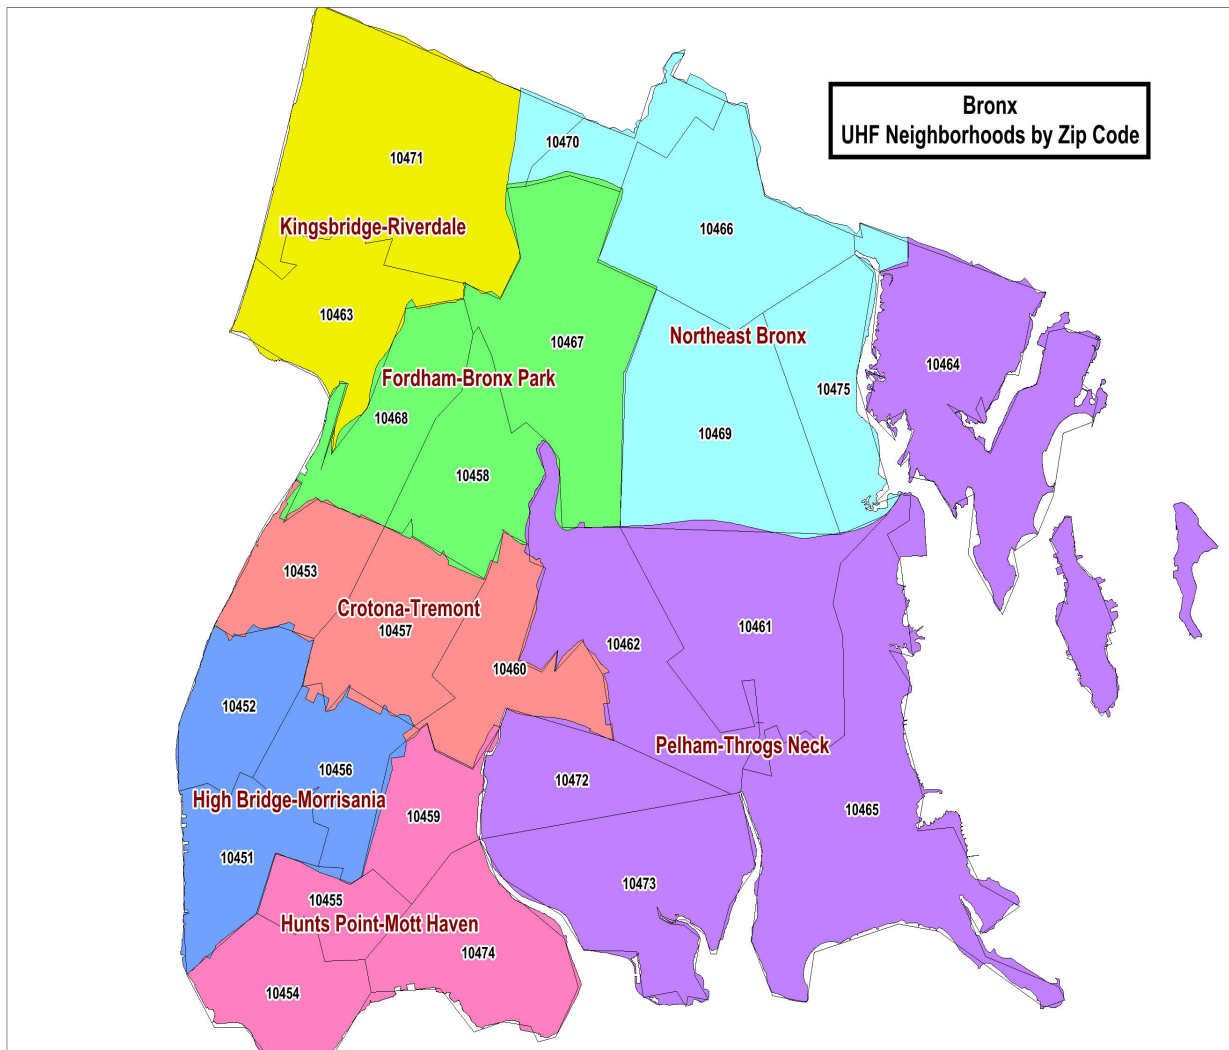 Bronx
UHF Neighborhoods by Zip Code
10470
10471
Kingsbridge-Riverdale
10466
10463
10467
Northeast Bronx
10464
Fordham-Bronx Park
10475
10468
10469
10458
10453
Crotona-Tremont
10457
10461
10462
10460
10452
Pelham-Throgs Neck
10456
10472
High Bridge-Morrisania
10459
10465
10451
10473
10455
Hunts Point-Mott Haven
10474
10454